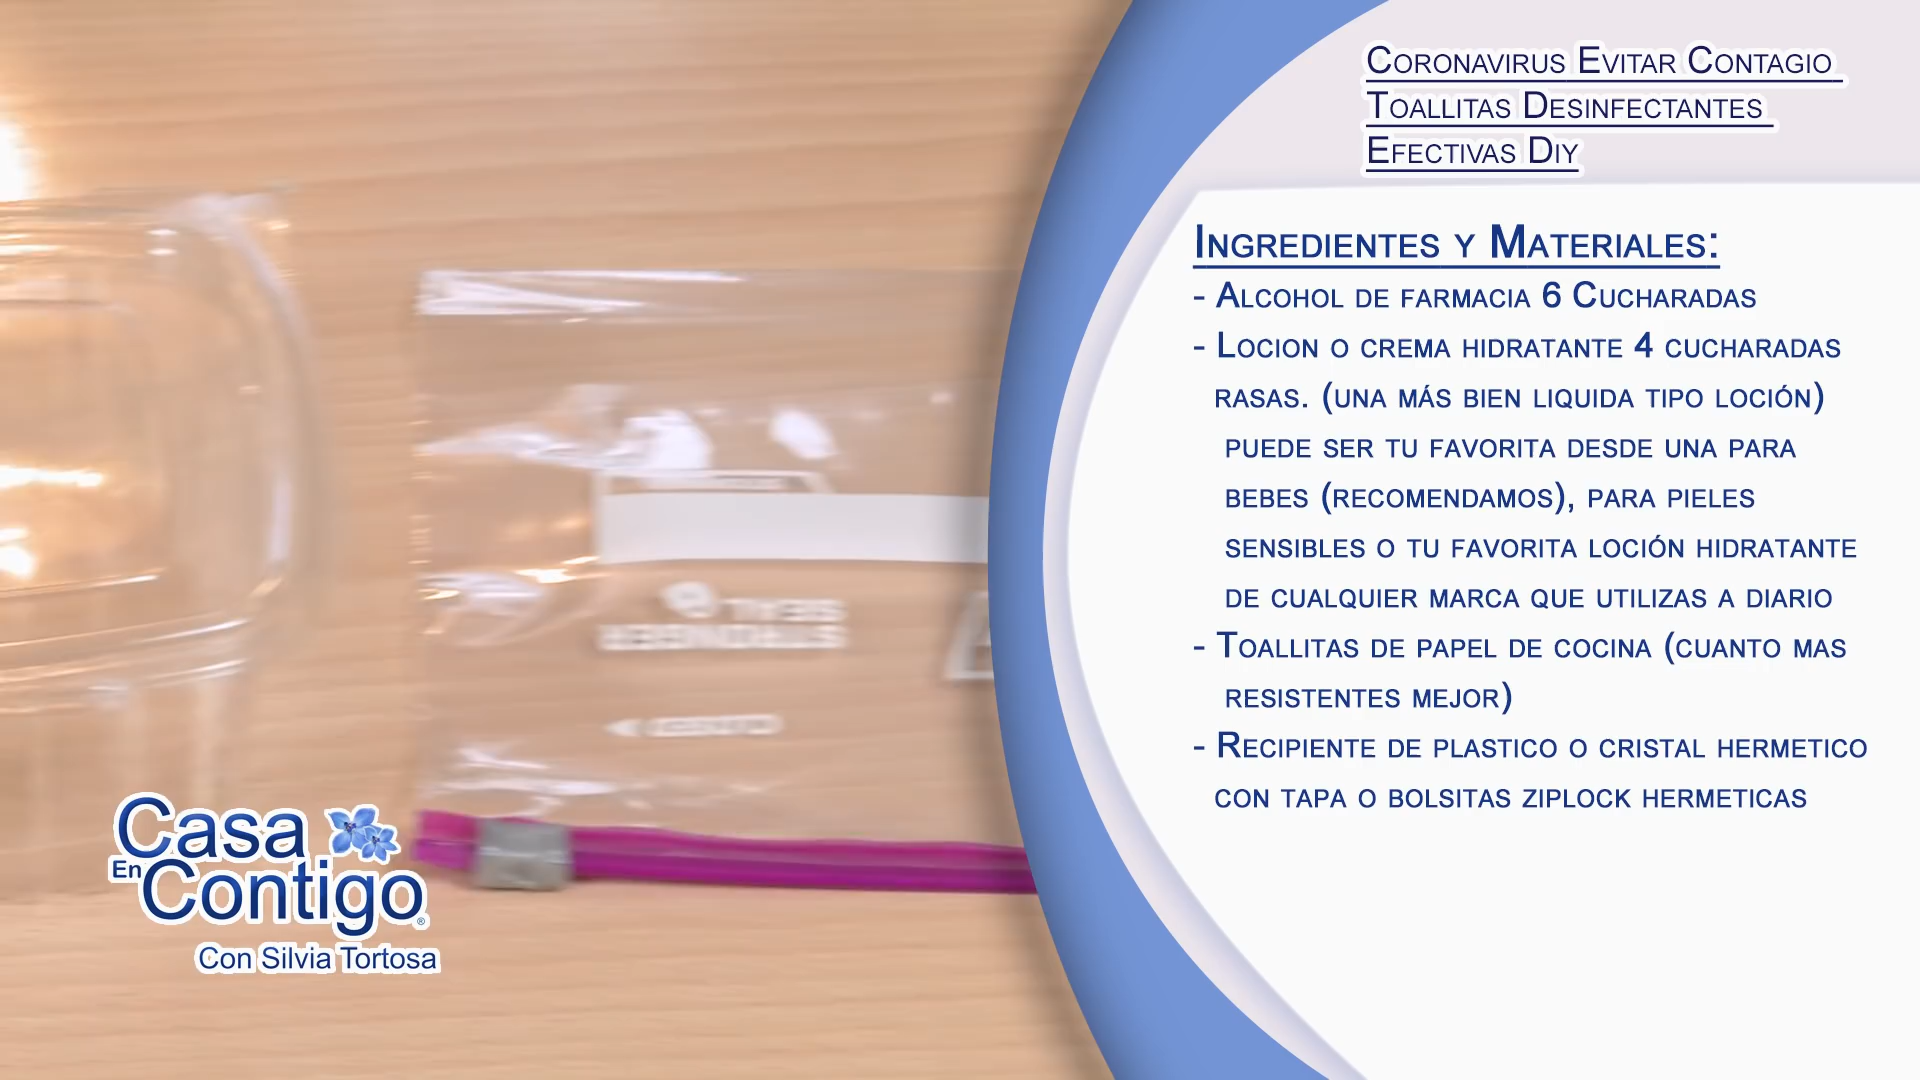 Coronavirus Evitar Contagio
Toallitas Desinfectantes
Efectivas Diy
Ingredientes y Materiales:
- Alcohol de farmacia 6 Cucharadas
- Locion o crema hidratante 4 cucharadas
rasas. (una más bien liquida tipo loción)
puede ser tu favorita desde una para
bebes (recomendamos), para pieles
sensibles o tu favorita loción hidratante
de cualquier marca que utilizas a diario
- Toallitas de papel de cocina (cuanto mas
resistentes mejor)
- Recipiente de plastico o cristal hermetico
con tapa o bolsitas ziplock hermeticas
Casa
En Contigo®
Con Silvia Tortosa